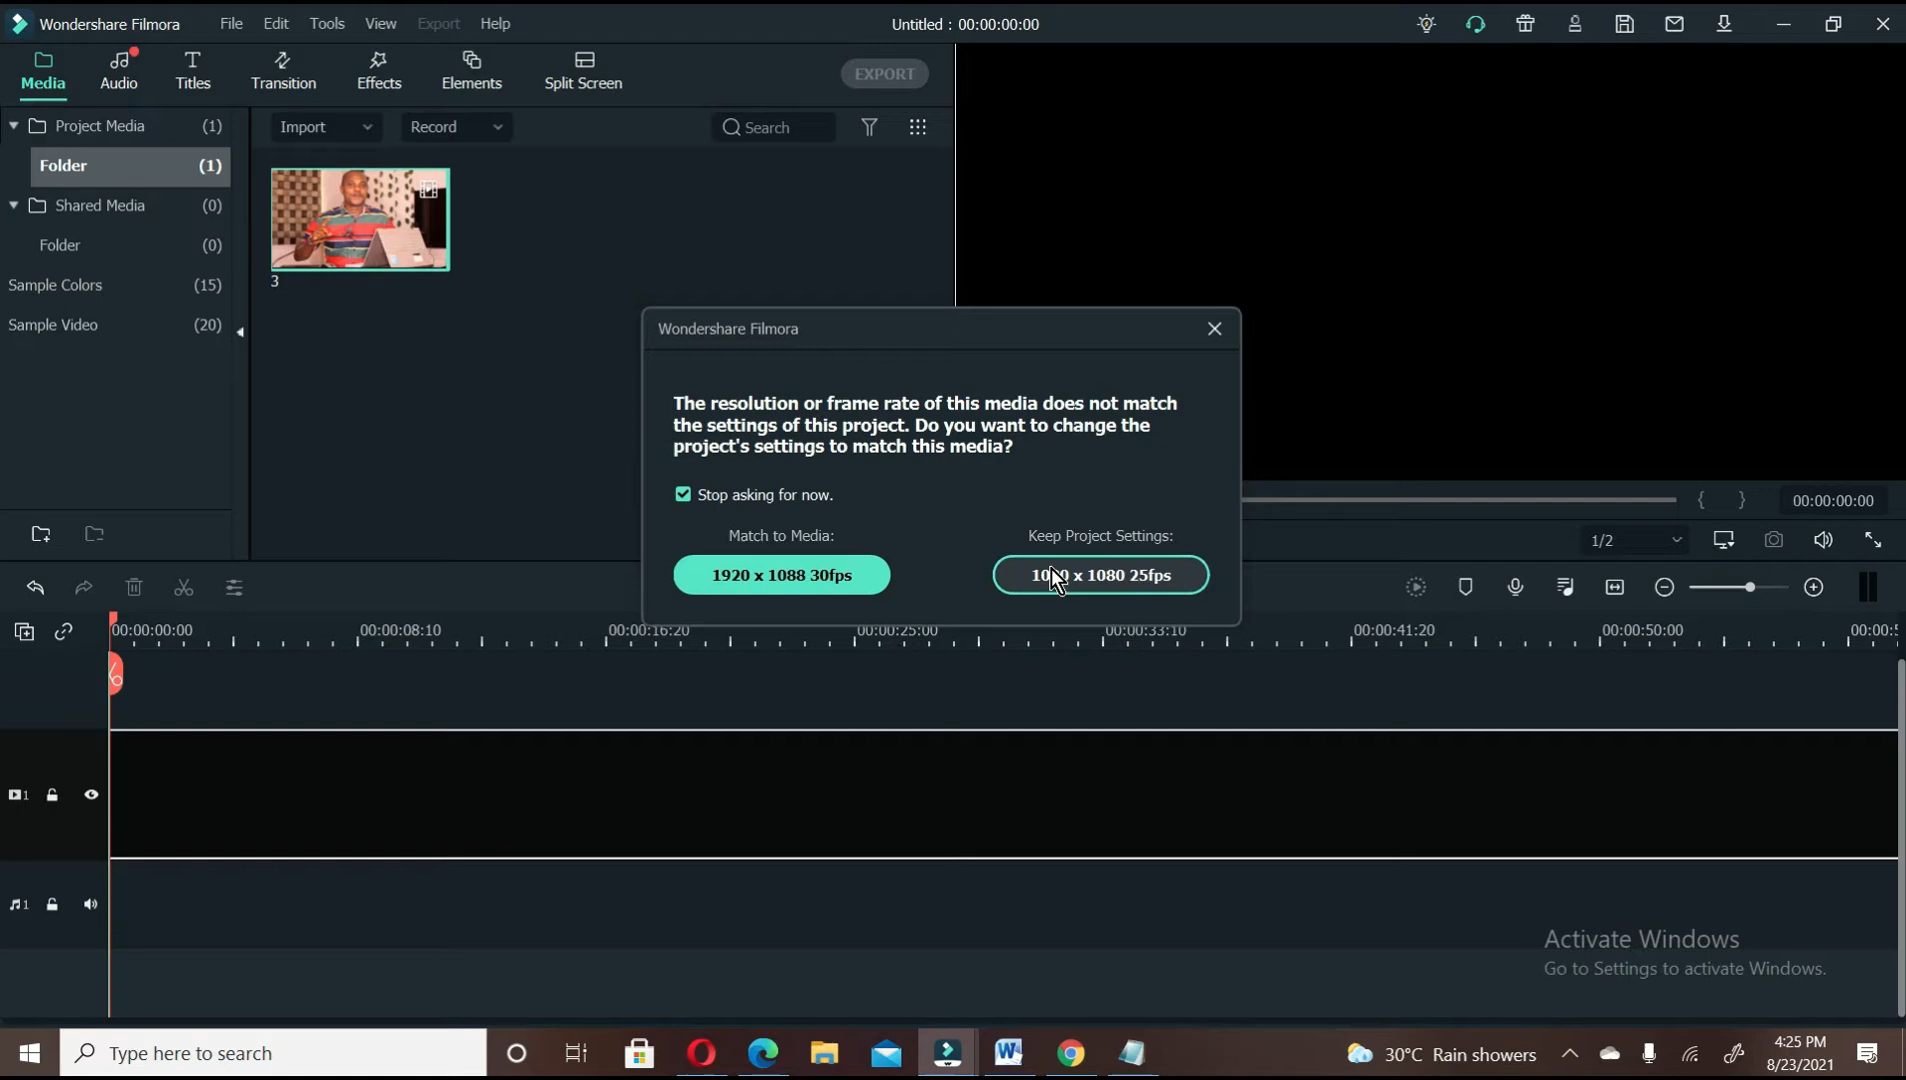 Wondershare Filmora
File
Edit
Tools
View
Export
Help
Untitled : 00:00:00:00
Media
Audio
Titles
Transition
Effects
Elements
Split Screen
EXPORT
Project Media (1)
Folder (1)
Shared Media (0)
Folder (0)
Sample Colors (15)
Sample Video (20)
Import
Record
Search
3
Wondershare Filmora
The resolution or frame rate of this media does not match
the settings of this project. Do you want to change the
project's settings to match this media?
Stop asking for now.
Match to Media:
1920 x 1088 30fps
Keep Project Settings:
x 1080 25fps
{ }
00:00:00:00
1/2
00:00:00:00
00:00:08:10
00:00:16:20
00:00:25:00
00:00:33:10
00:00:41:20
00:00:50:00
1
1
Activate Windows
Go to Settings to activate Windows.
Type here to search
30°C Rain showers
4:25 PM
8/23/2021